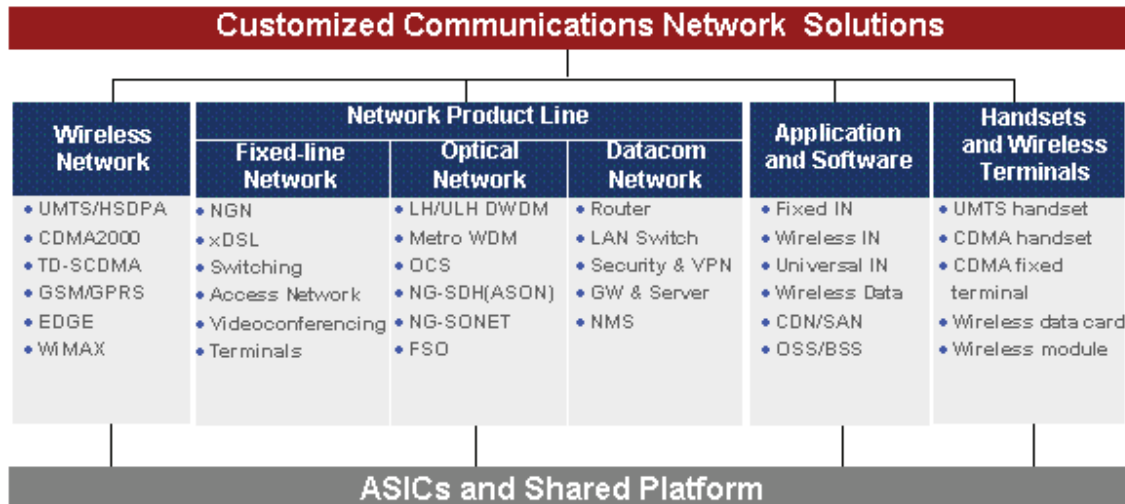 Customized Communications Network Solutions
Wireless
Network
Network Product Line
Fixed-line
Network
Optical
Network
Datacom
Network
Application
and Software
Handsets
and Wireless
Terminals
• UMTS/HSDPA
• CDMA2000
• TD-SCDMA
• GSM/GPRS
• EDGE
• WiMAX
• NGN
• xDSL
• Switching
• Access Network
• Videoconferencing
• Terminals
• LH/ULH DWDM
• Metro WDM
• OCS
• NG-SDH(ASON)
• NG-SONET
• FSO
• Router
• LAN Switch
• Security & VPN
• GW & Server
• NMS
• Fixed IN
• Wireless IN
• Universal IN
• Wireless Data
• CDN/SAN
• OSS/BSS
• UMTS handset
• CDMA handset
• CDMA fixed
terminal
• Wireless data card
• Wireless module
ASICs and Shared Platform